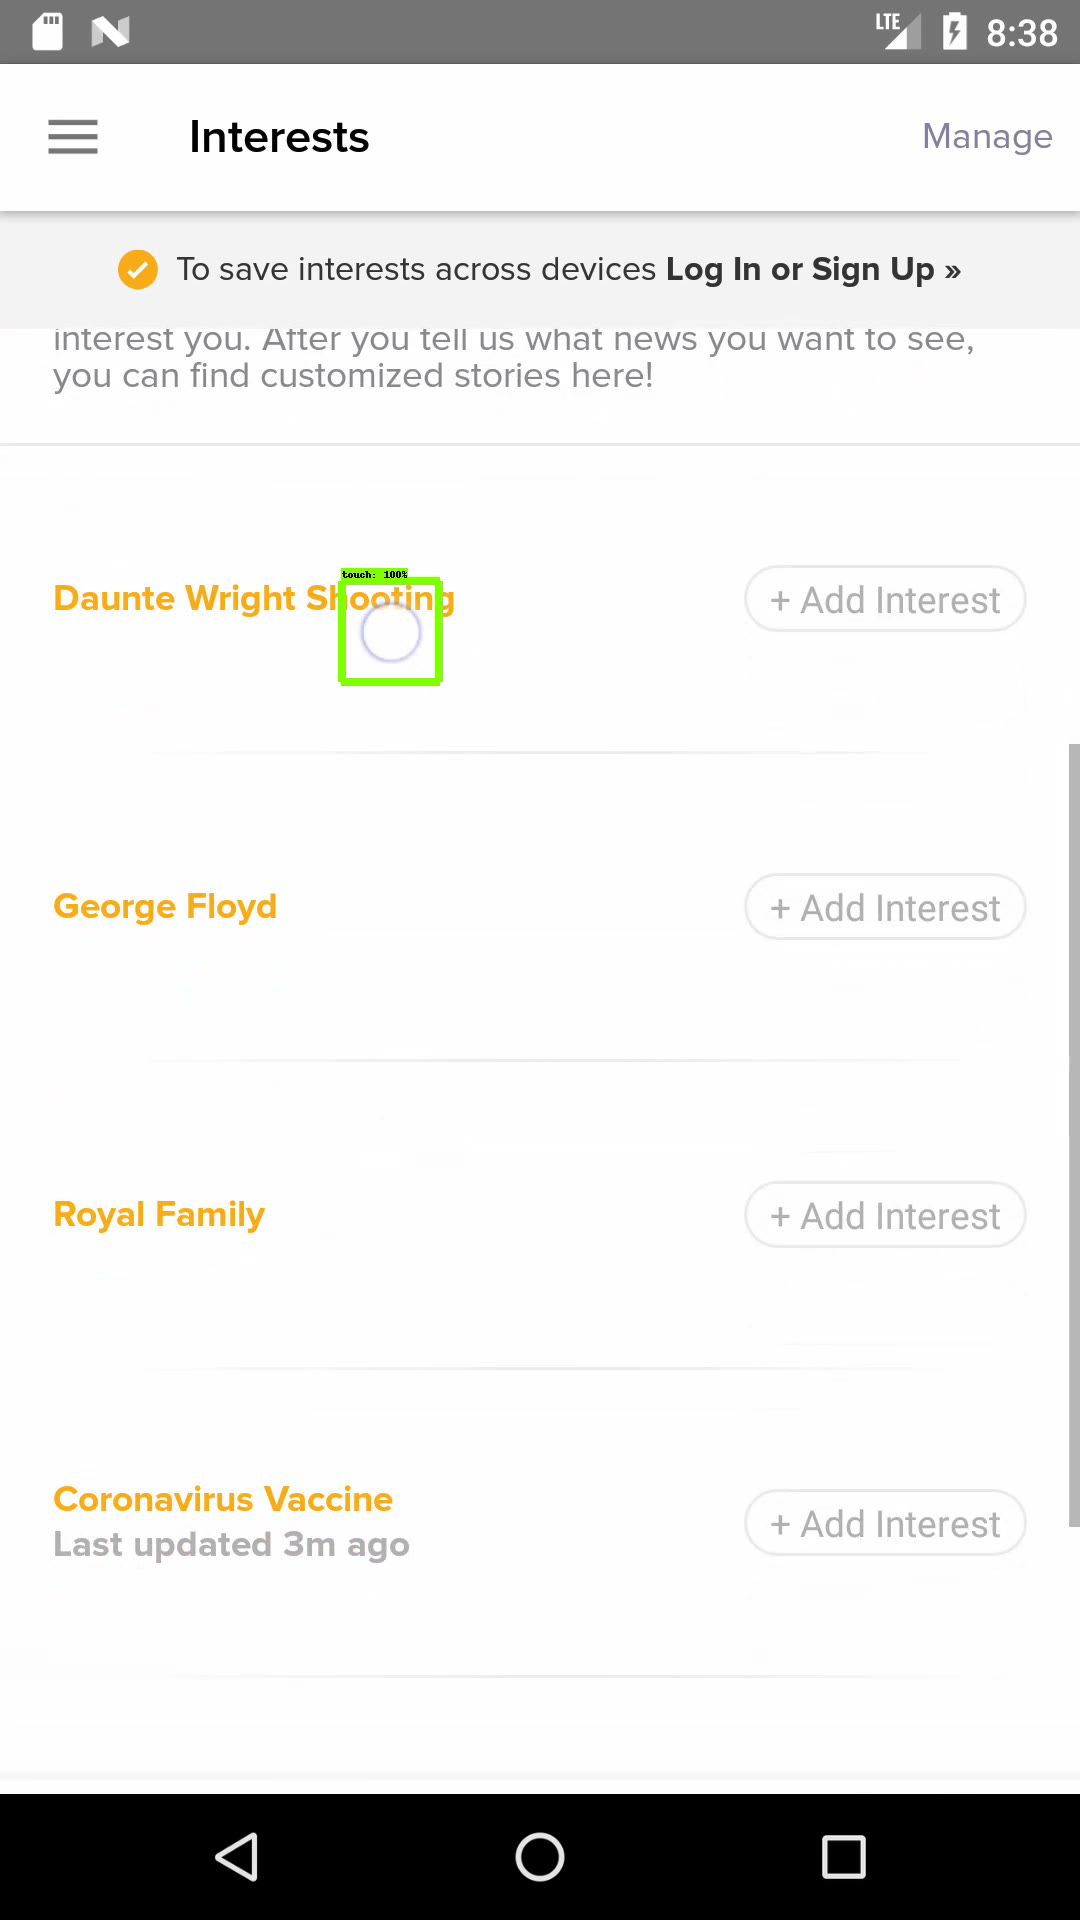 LTE 8:38
Interests
Manage
To save interests across devices Log In or Sign Up »
interest you. After you tell us what news you want to see,
you can find customized stories here!
touch: 100%
Daunte Wright Shooting
+ Add Interest
George Floyd
+ Add Interest
Royal Family
+ Add Interest
Coronavirus Vaccine
Last updated 3m ago
+ Add Interest